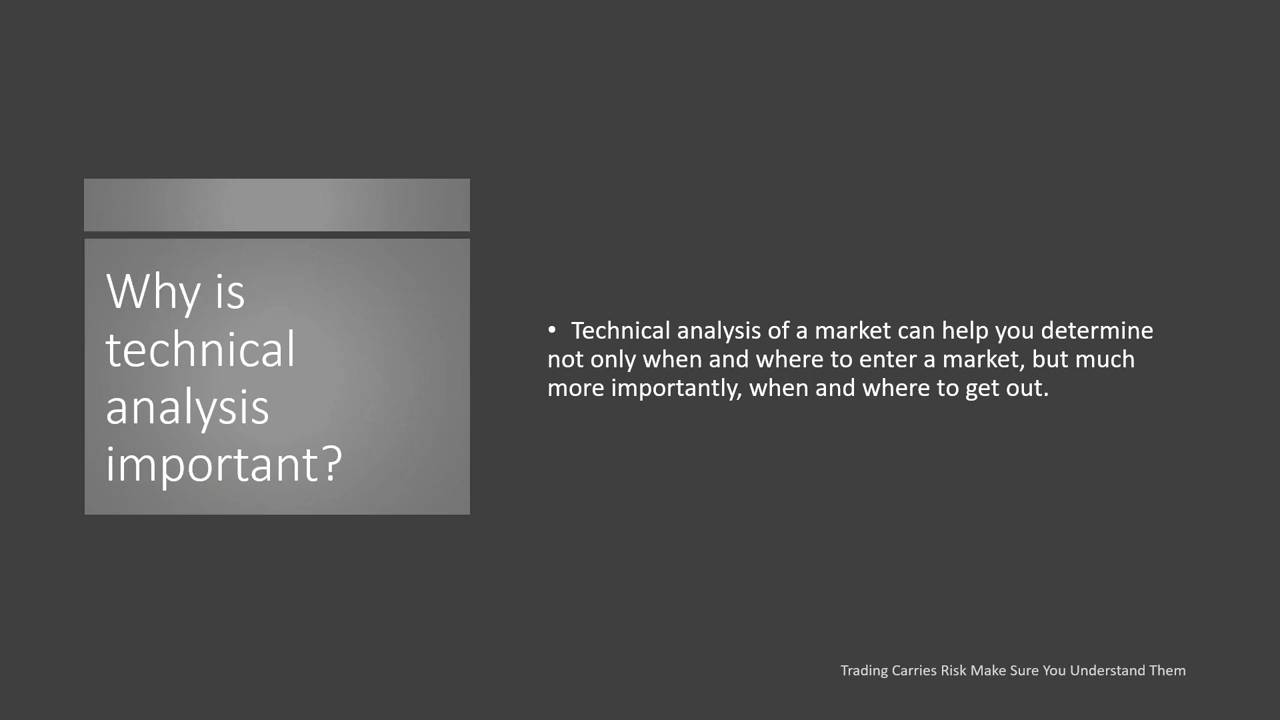 Why is
technical
analysis
important?
• Technical analysis of a market can help you determine
not only when and where to enter a market, but much
more importantly, when and where to get out.
Trading Carries Risk Make Sure You Understand Them